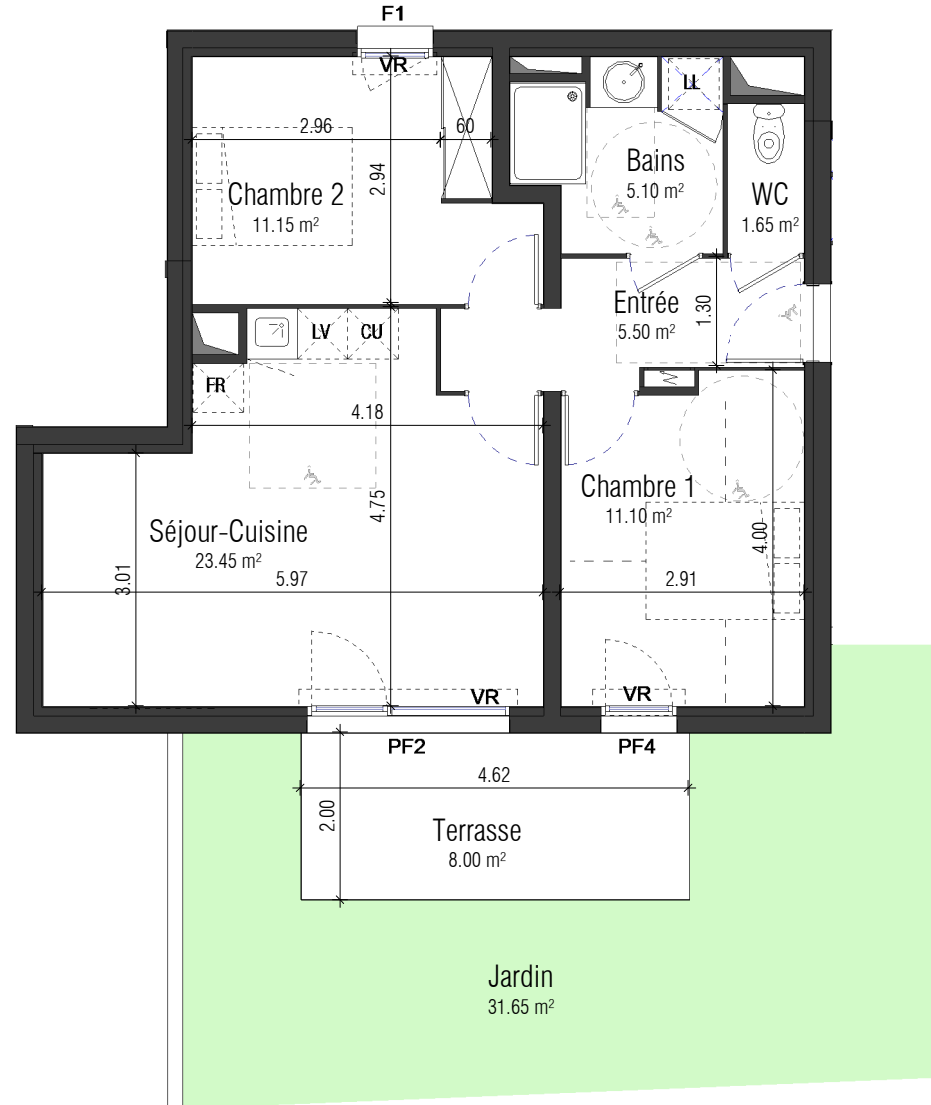 F1
VR
2.96
60
2.94
Chambre 2
11.15 m²
Bains
5.10 m²
LL
WC
1.65 m²
Entrée
5.50 m²
1.30
LV
CU
FR
4.18
4.75
Séjour-Cuisine
23.45 m²
3.01
5.97
Chambre 1
11.10 m²
4.00
2.91
VR
VR
PF2
PF4
4.62
2.00
Terrasse
8.00 m²
Jardin
31.65 m²